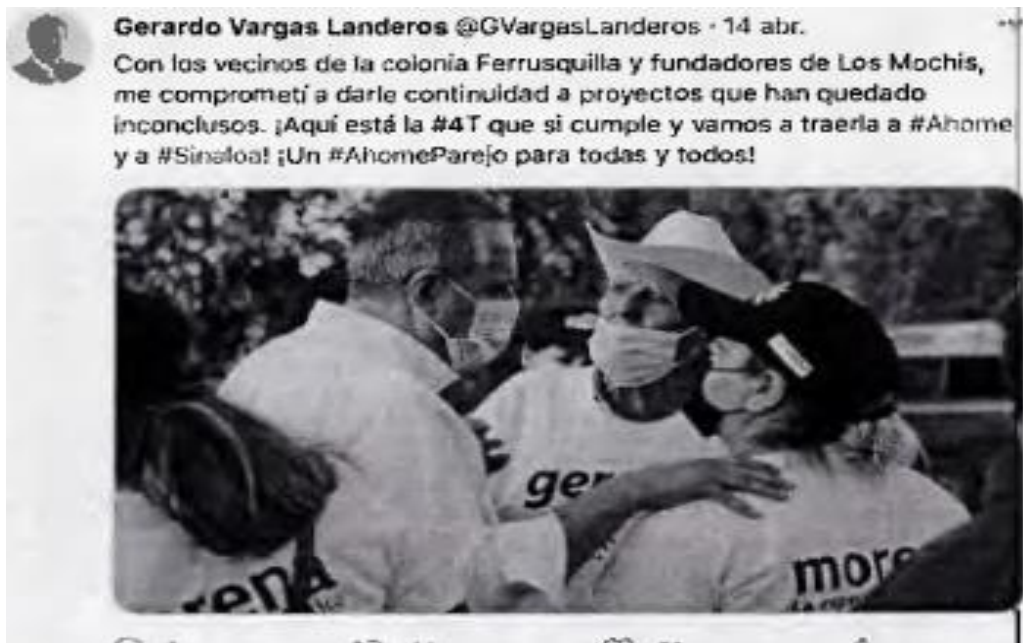 Gerardo Vargas Landeros @GVargasLanderos · 14 abr.
Con los vecinos de la colonia Ferrusquilla y fundadores de Los Mochis,
me comprometí a darle continuidad a proyectos que han quedado
inconclusos. ¡Aquí está la #4T que si cumple y vamos a traerla a #Ahome
y a #Sinaloa! ¡Un #AhomeParejo para todas y todos!
ger
more
rena